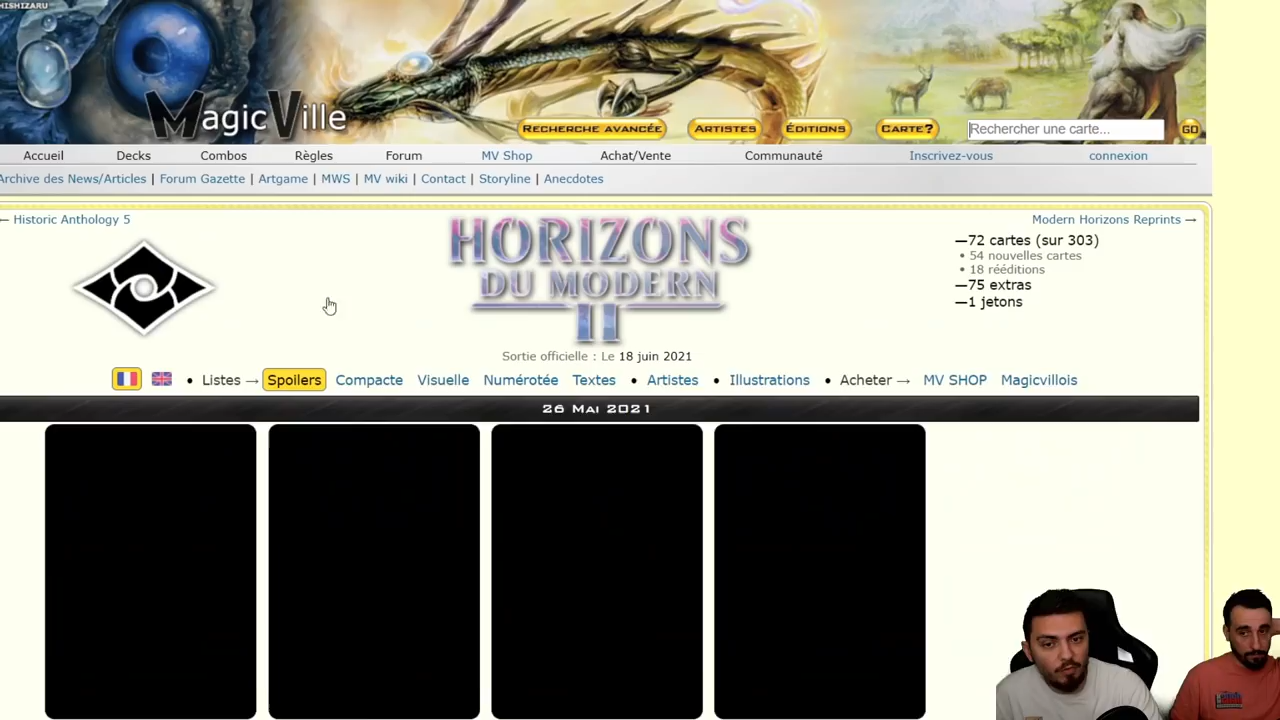 HISHIZARU
MagicVille
RECHERCHE AVANCÉE
ARTISTES
ÉDITIONS
CARTE?
Rechercher une carte...
GO
Accueil
Decks
Combos
Règles
Forum
MV Shop
Achat/Vente
Communauté
Inscrivez-vous
connexion
Archive des News/Articles | Forum Gazette | Artgame | MWS | MV wiki | Contact | Storyline | Anecdotes
← Historic Anthology 5
Modern Horizons Reprints →
HORIZONS
DU MODERN
II
—72 cartes (sur 303)
• 54 nouvelles cartes
• 18 rééditions
—75 extras
—1 jetons
Sortie officielle : Le 18 juin 2021
• Listes → Spoilers Compacte Visuelle Numérotée Textes • Artistes • Illustrations • Acheter → MV SHOP Magicvillois
26 MAI 2021